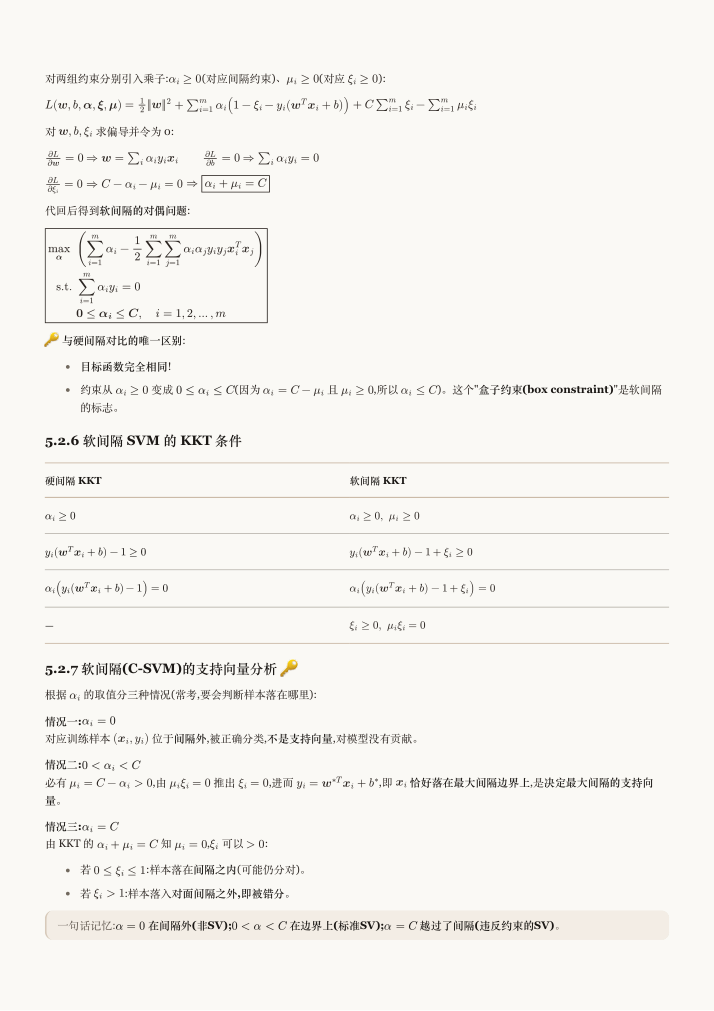 对两组约束分别引入乘子:αᵢ ≥ 0(对应间隔约束)、μᵢ ≥ 0(对应 ξᵢ ≥ 0):
L(w, b, α, ξ, μ) = ½‖w‖² + ∑ᵢ₌₁ᵐ αᵢ(1 − ξᵢ − yᵢ(wᵀxᵢ + b)) + C ∑ᵢ₌₁ᵐ ξᵢ − ∑ᵢ₌₁ᵐ μᵢξᵢ
对 w, b, ξᵢ 求偏导并令为 0:
∂L/∂w = 0 ⇒ w = ∑ᵢ αᵢyᵢxᵢ ∂L/∂b = 0 ⇒ ∑ᵢ αᵢyᵢ = 0
∂L/∂ξᵢ = 0 ⇒ C − αᵢ − μᵢ = 0 ⇒ αᵢ + μᵢ = C
代回后得到软间隔的对偶问题:
max_α (∑ᵢ₌₁ᵐ αᵢ − 1/2 ∑ᵢ₌₁ᵐ ∑ⱼ₌₁ᵐ αᵢαⱼyᵢyⱼxᵢᵀxⱼ)
s.t. ∑ᵢ₌₁ᵐ αᵢyᵢ = 0
0 ≤ αᵢ ≤ C, i = 1, 2, … , m
🔑 与硬间隔对比的唯一区别:
• 目标函数完全相同!
• 约束从 αᵢ ≥ 0 变成 0 ≤ αᵢ ≤ C(因为 αᵢ = C − μᵢ 且 μᵢ ≥ 0,所以 αᵢ ≤ C)。这个"盒子约束(box constraint)"是软间隔
的标志。
5.2.6 软间隔 SVM 的 KKT 条件
硬间隔 KKT 软间隔 KKT
αᵢ ≥ 0 αᵢ ≥ 0, μᵢ ≥ 0
yᵢ(wᵀxᵢ + b) − 1 ≥ 0 yᵢ(wᵀxᵢ + b) − 1 + ξᵢ ≥ 0
αᵢ(yᵢ(wᵀxᵢ + b) − 1) = 0 αᵢ(yᵢ(wᵀxᵢ + b) − 1 + ξᵢ) = 0
— ξᵢ ≥ 0, μᵢξᵢ = 0
5.2.7 软间隔(C-SVM)的支持向量分析 🔑
根据 αᵢ 的取值分三种情况(常考,要会判断样本落在哪里):
情况一:αᵢ = 0
对应训练样本 (xᵢ, yᵢ) 位于间隔外,被正确分类,不是支持向量,对模型没有贡献。
情况二:0 < αᵢ < C
必有 μᵢ = C − αᵢ > 0,由 μᵢξᵢ = 0 推出 ξᵢ = 0,进而 yᵢ = w*ᵀxᵢ + b*,即 xᵢ 恰好落在最大间隔边界上,是决定最大间隔的支持向
量。
情况三:αᵢ = C
由 KKT 的 αᵢ + μᵢ = C 知 μᵢ = 0,ξᵢ 可以 > 0:
• 若 0 ≤ ξᵢ ≤ 1:样本落在间隔之内(可能仍分对)。
• 若 ξᵢ > 1:样本落入对面间隔之外,即被错分。
一句话记忆:α = 0 在间隔外(非SV);0 < α < C 在边界上(标准SV);α = C 越过了间隔(违反约束的SV)。